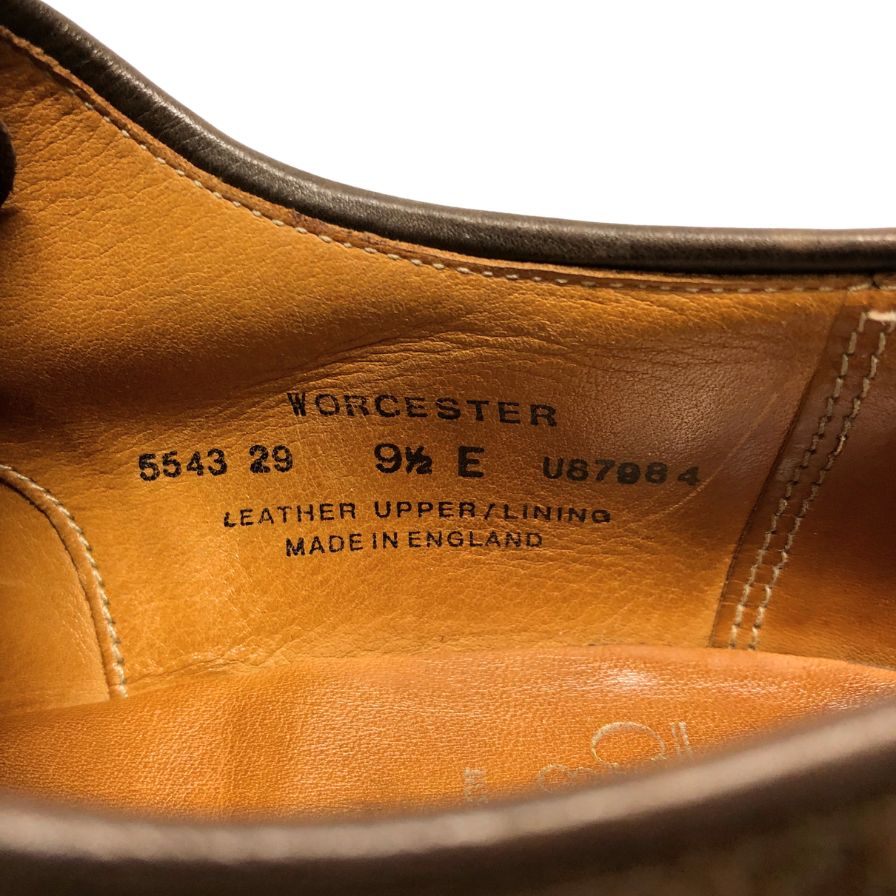 WORCESTER
5543 29 9½ E U87984
LEATHER UPPER/LINING
MADE IN ENGLAND